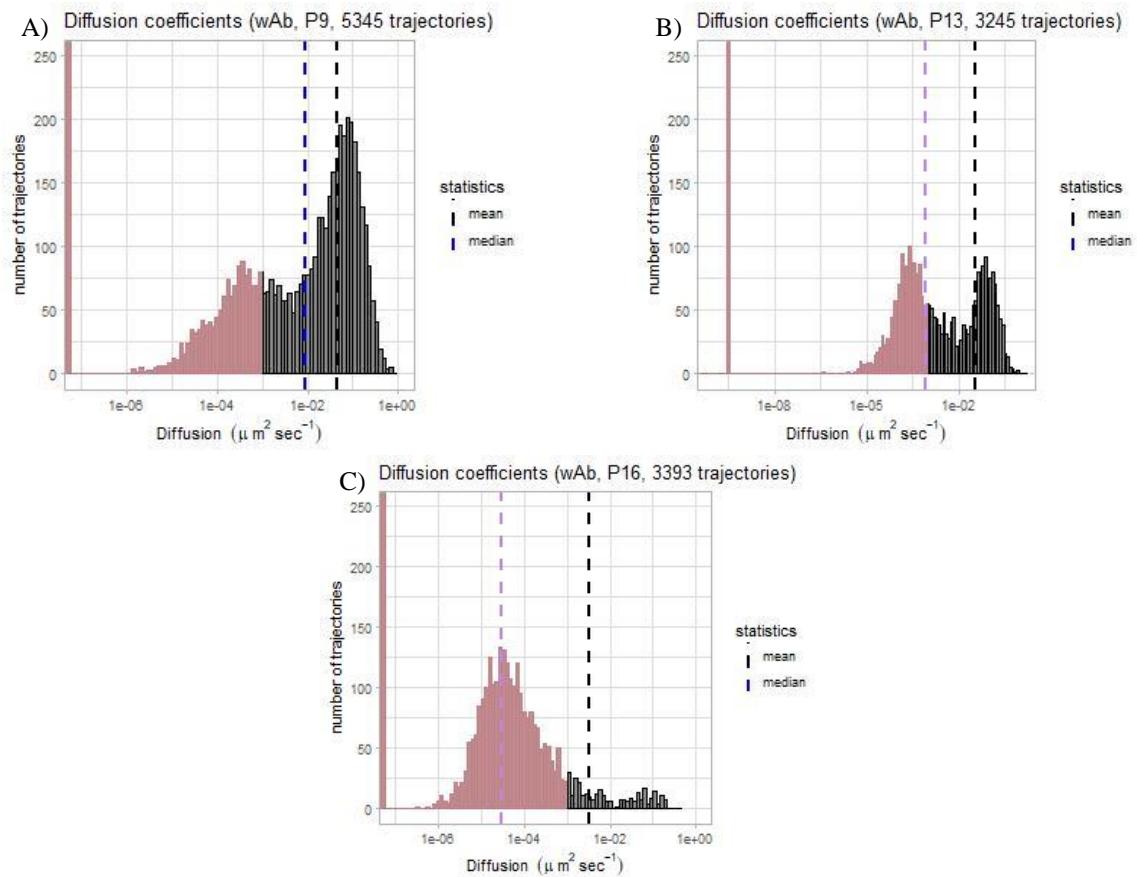 A) Diffusion coefficients (wAb, P9, 5345 trajectories)
250
200
150
100
50
0
number of trajectories
1e-06 1e-04 1e-02 1e+00
Diffusion (μ m² sec⁻¹)
statistics
mean
median
B) Diffusion coefficients (wAb, P13, 3245 trajectories)
250
200
150
100
50
0
number of trajectories
1e-08 1e-05 1e-02
Diffusion (μ m² sec⁻¹)
statistics
mean
median
C) Diffusion coefficients (wAb, P16, 3393 trajectories)
250
200
150
100
50
0
number of trajectories
1e-06 1e-04 1e-02 1e+00
Diffusion (μ m² sec⁻¹)
statistics
mean
median